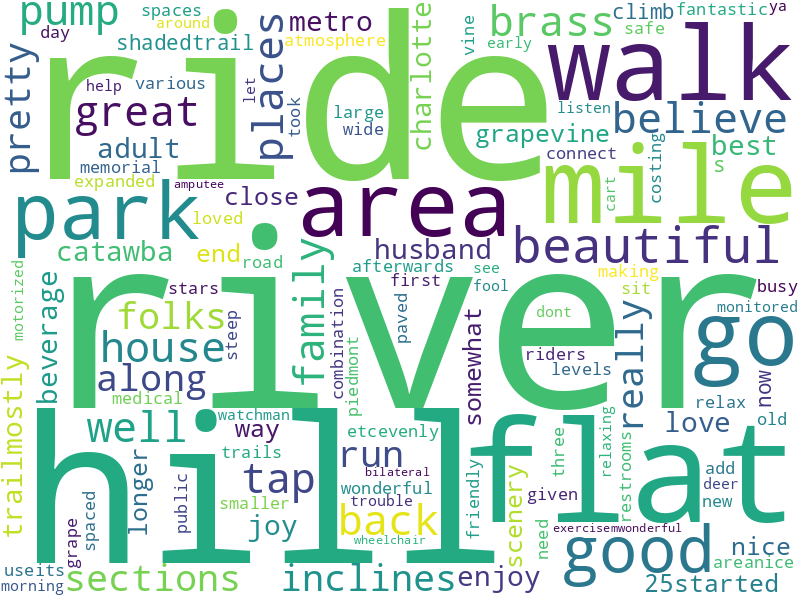 pump
spaces
around
day
shadedtrail
metro
atmosphere
charlotte
vine
brass
early
climb
fantastic
ya
safe
walk
pretty
ride
help
various
great
places
let
took
large
wide
listen
believe
adult
memorial
expanded
amputee
grapevine
connect
costing
best
s
park
close
loved
area
mile
cart
catawba
end
road
husband
beautiful
family
afterwards
first
see
fool
making
sit
busy
motorized
beverage
stars
river
folks
steep
combination
paved
dont
monitored
go
house
along
medical
piedmont
somewhat
riders
levels
really
relax
now
trailmostly
well
watchman
way
trails
etcevenly
love
old
hill
flat
longer
public
tap
run
bilateral
wonderful
trouble
friendly
scenery
given
three
relaxing
restrooms
add
deer
new
grape
spaced
smaller
joy
back
wheelchair
need
exercisemwonderful
good
nice
areanice
useits
morning
sections
inclines
enjoy
25started